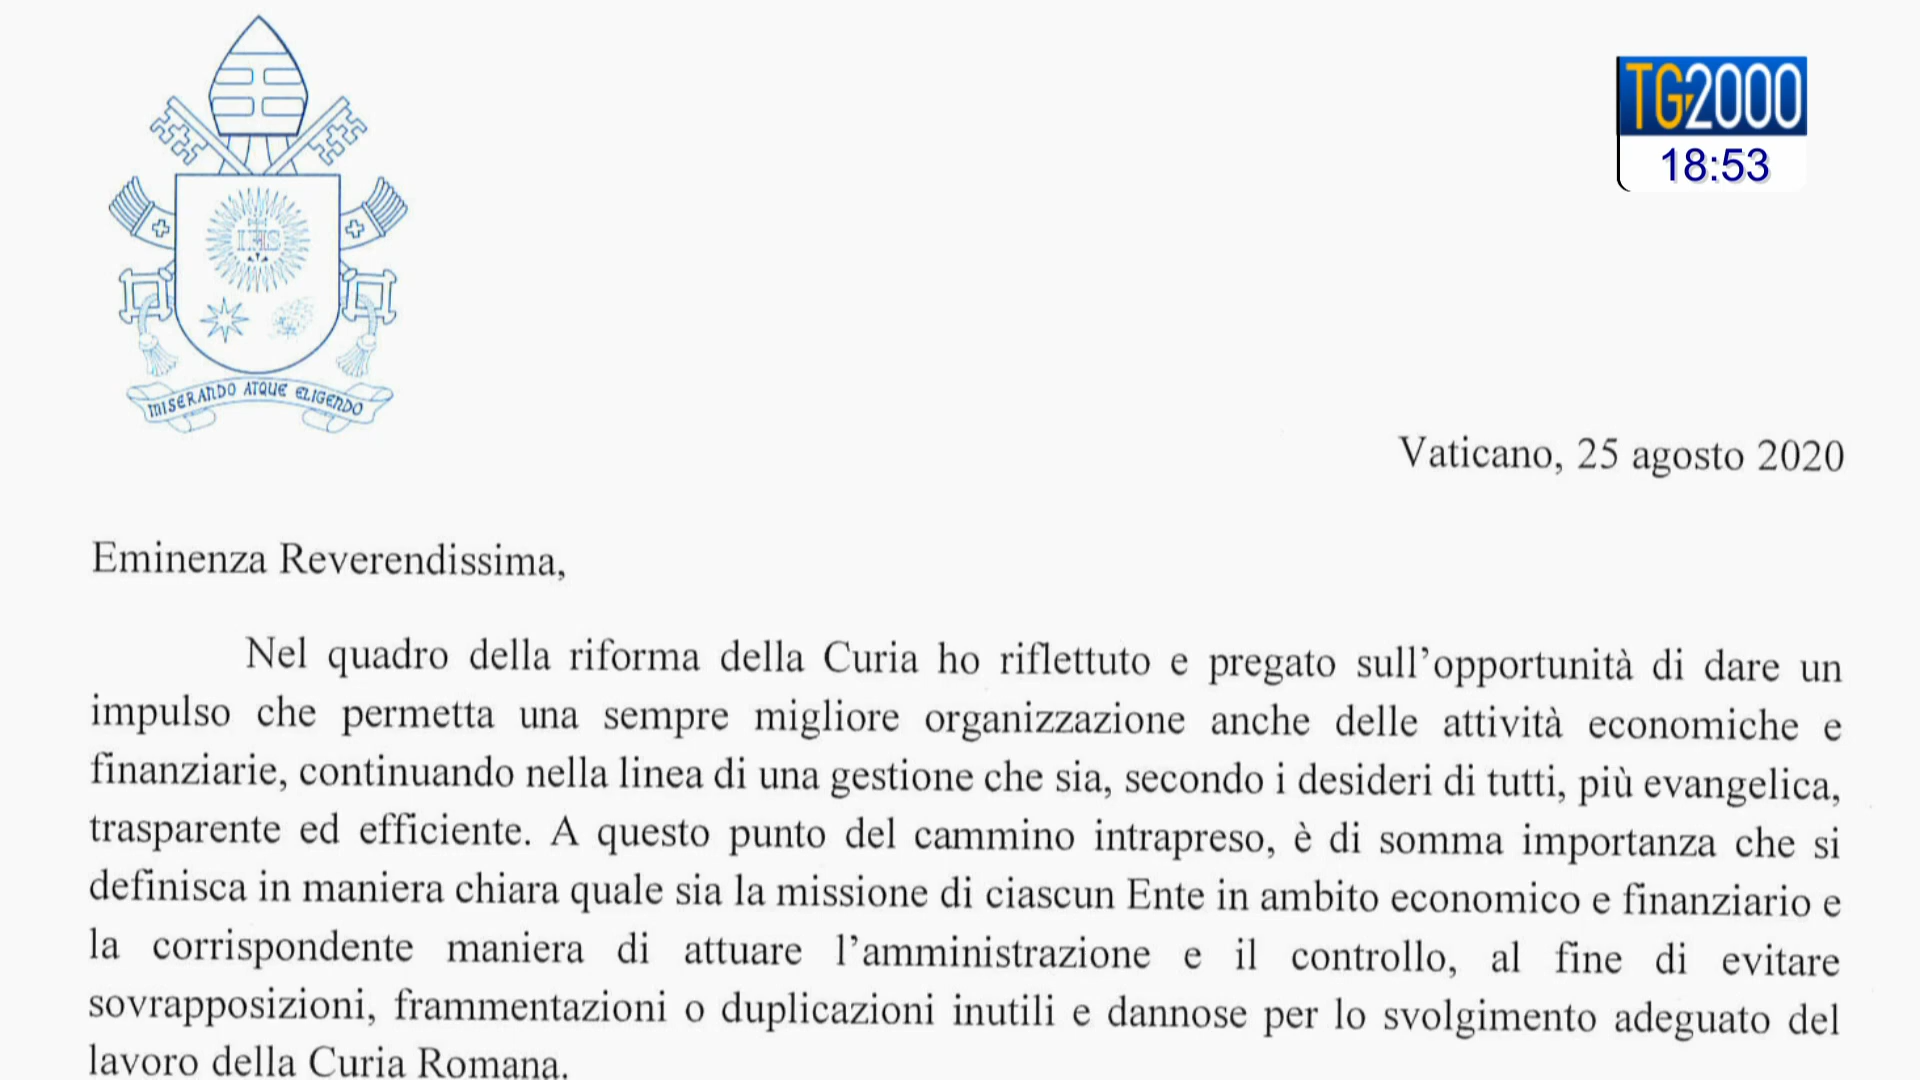 TG2000
18:53
IHS
MISERANDO ATQUE ELIGENDO
Vaticano, 25 agosto 2020
Eminenza Reverendissima,
Nel quadro della riforma della Curia ho riflettuto e pregato sull’opportunità di dare un
impulso che permetta una sempre migliore organizzazione anche delle attività economiche e
finanziarie, continuando nella linea di una gestione che sia, secondo i desideri di tutti, più evangelica,
trasparente ed efficiente. A questo punto del cammino intrapreso, è di somma importanza che si
definisca in maniera chiara quale sia la missione di ciascun Ente in ambito economico e finanziario e
la corrispondente maniera di attuare l’amministrazione e il controllo, al fine di evitare
sovrapposizioni, frammentazioni o duplicazioni inutili e dannose per lo svolgimento adeguato del
lavoro della Curia Romana.